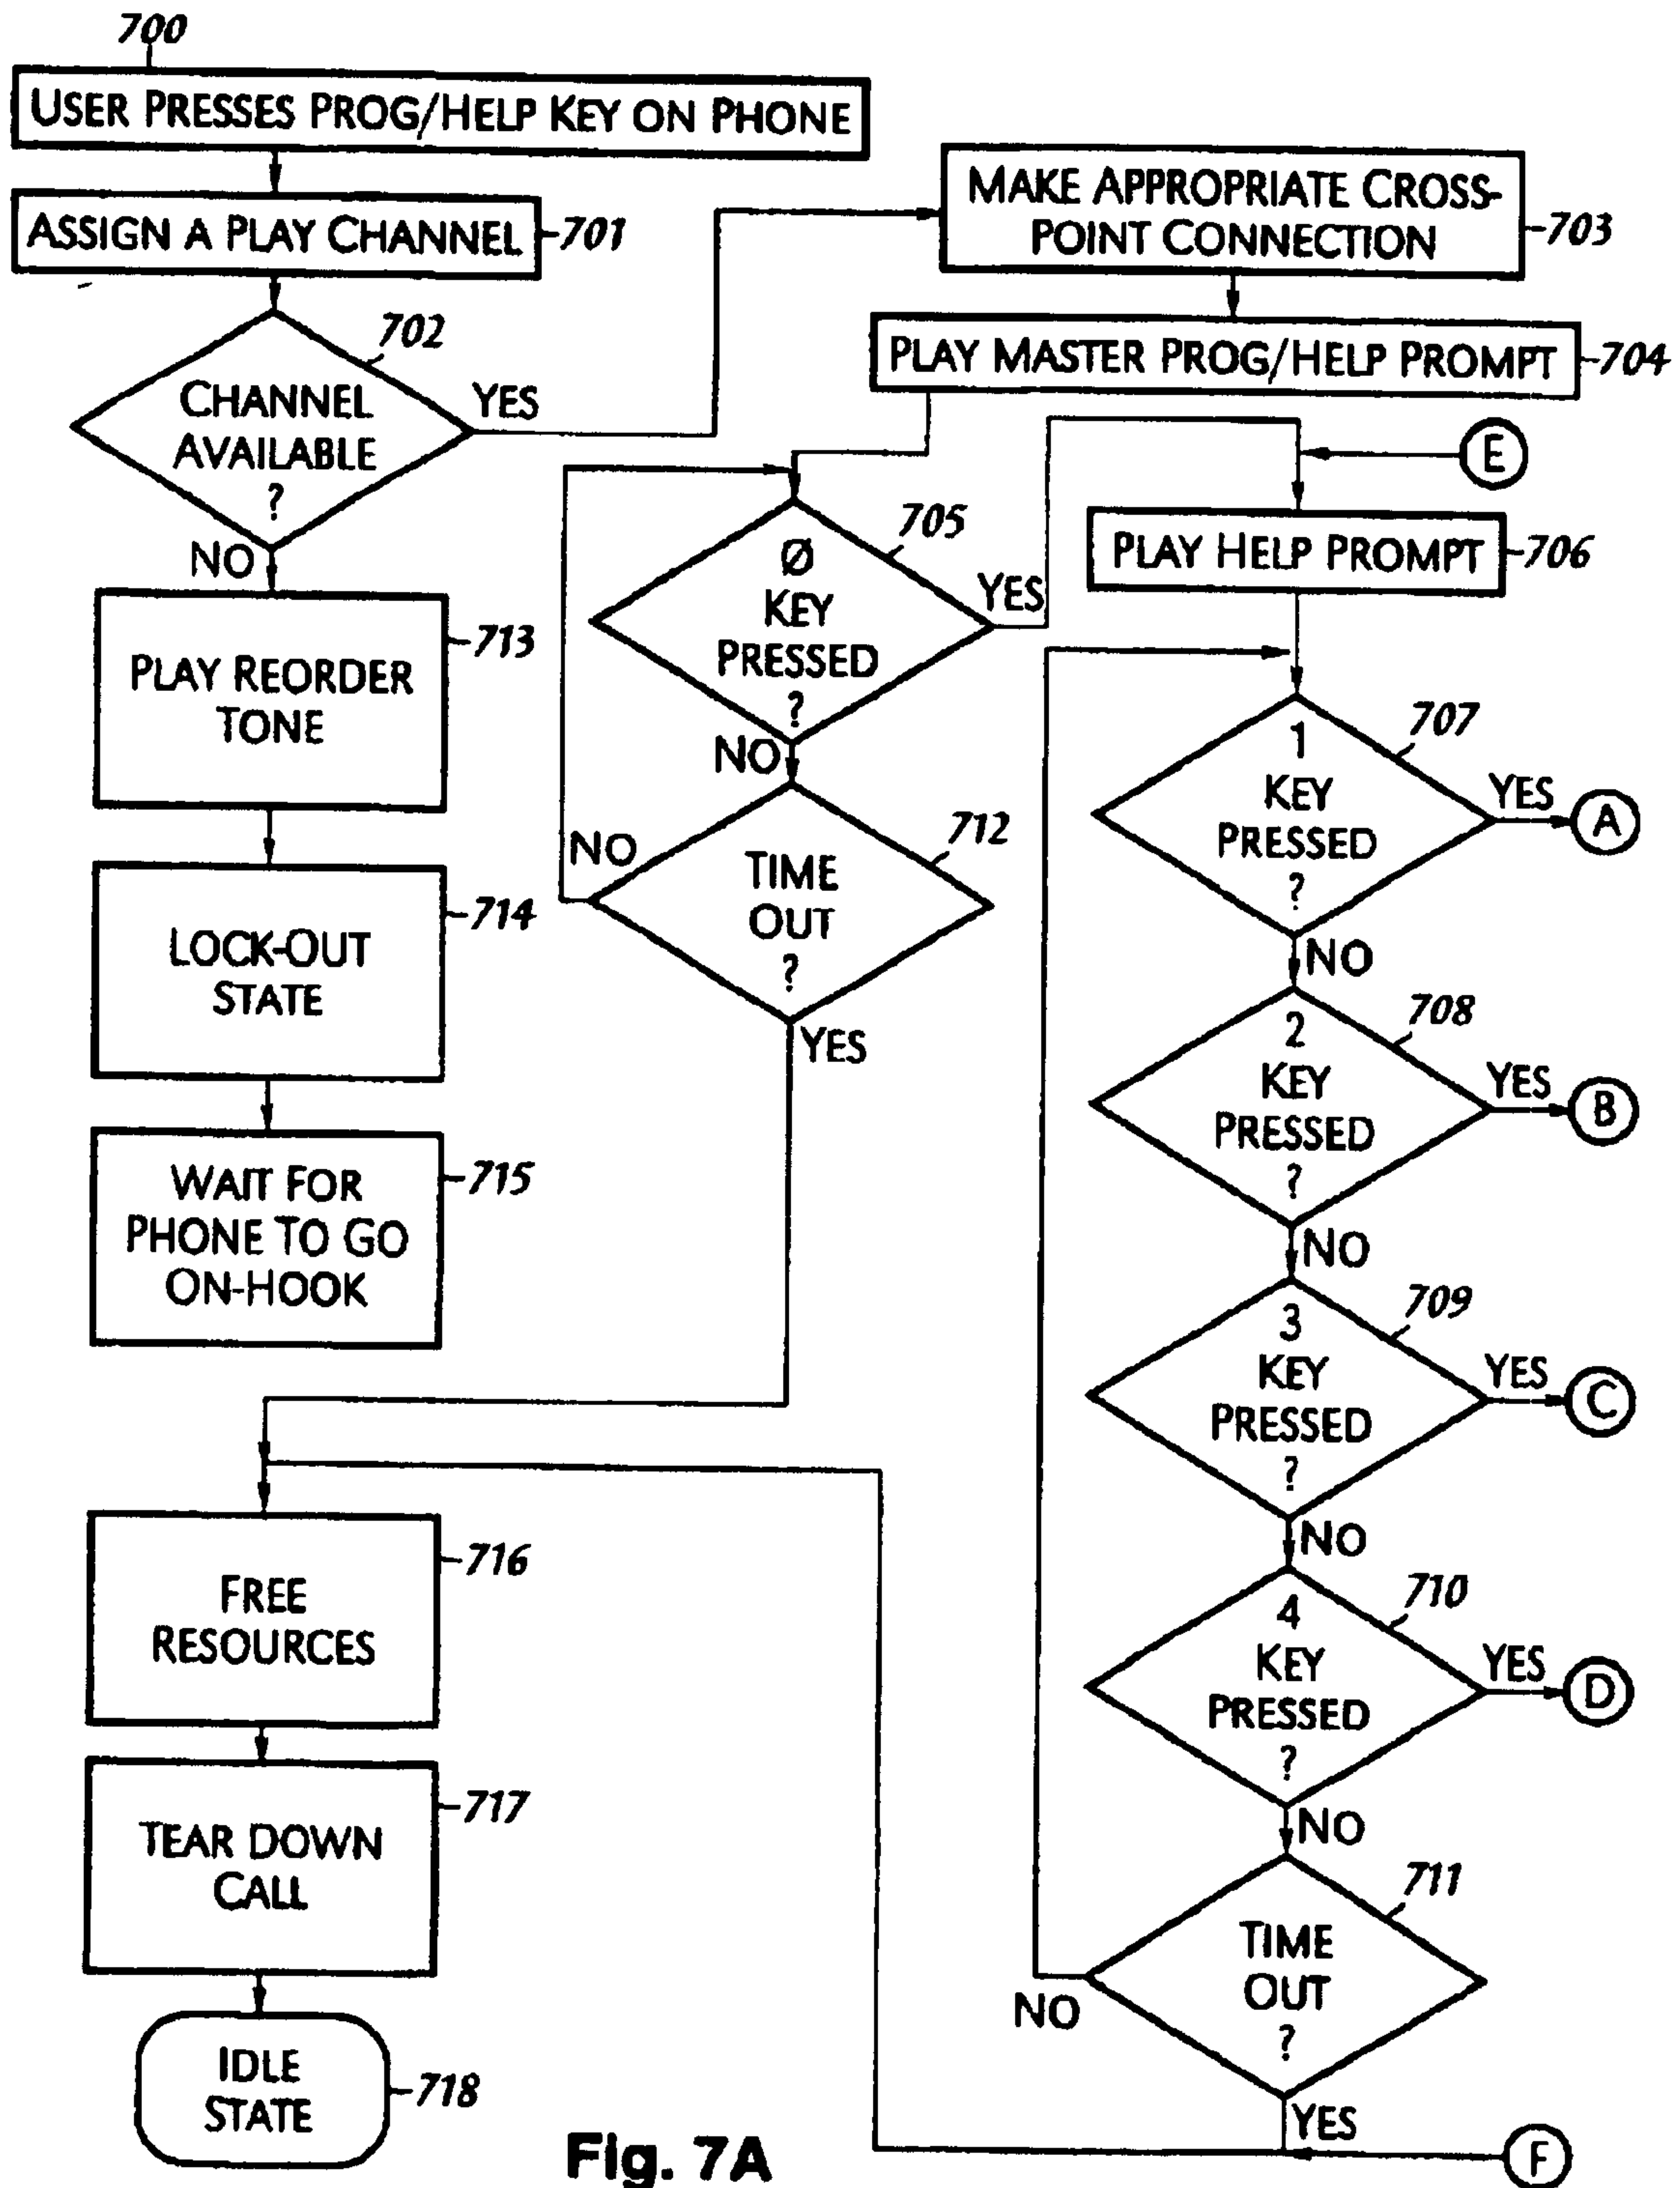 700
USER PRESSES PROG/HELP KEY ON PHONE
ASSIGN A PLAY CHANNEL
701
702
CHANNEL
AVAILABLE
?
YES
NO
MAKE APPROPRIATE CROSS-
POINT CONNECTION
703
PLAY MASTER PROG/HELP PROMPT
704
E
705
Ø
KEY
PRESSED
?
YES
NO
PLAY HELP PROMPT
706
713
PLAY REORDER
TONE
707
1
KEY
PRESSED
?
YES
A
NO
712
NO
TIME
OUT
?
YES
714
LOCK-OUT
STATE
708
2
KEY
PRESSED
?
YES
B
NO
715
WAIT FOR
PHONE TO GO
ON-HOOK
709
3
KEY
PRESSED
?
YES
C
NO
716
FREE
RESOURCES
710
4
KEY
PRESSED
?
YES
D
NO
717
TEAR DOWN
CALL
711
TIME
OUT
?
NO
YES
IDLE
STATE
718
F
Fig. 7A